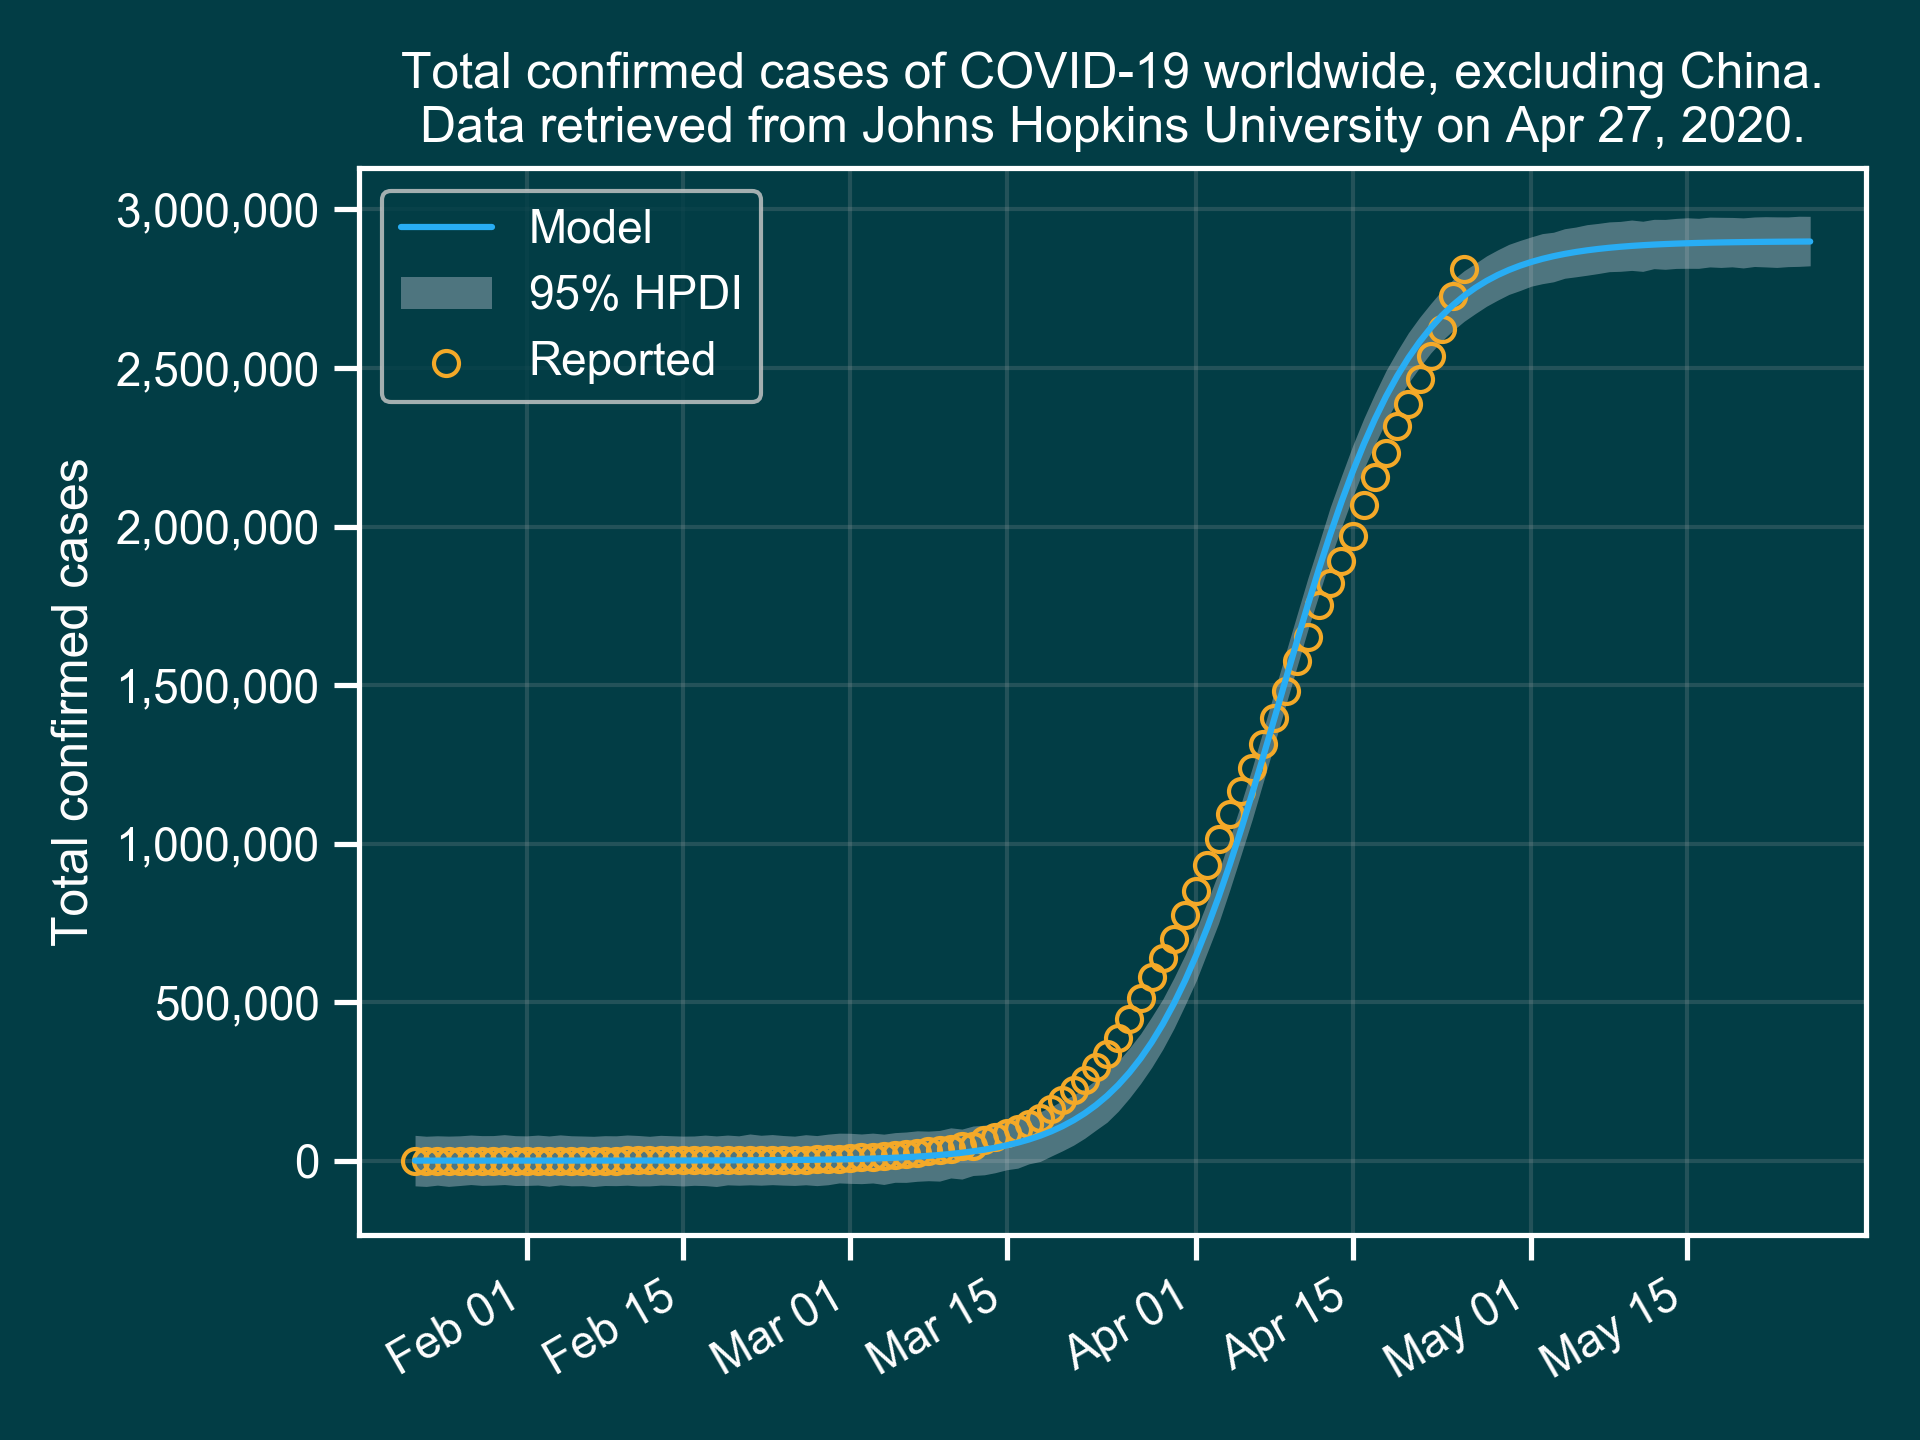 Total confirmed cases of COVID-19 worldwide, excluding China.
Data retrieved from Johns Hopkins University on Apr 27, 2020.
Model
95% HPDI
Reported
Total confirmed cases
3,000,000
2,500,000
2,000,000
1,500,000
1,000,000
500,000
0
Feb 01
Feb 15
Mar 01
Mar 15
Apr 01
Apr 15
May 01
May 15